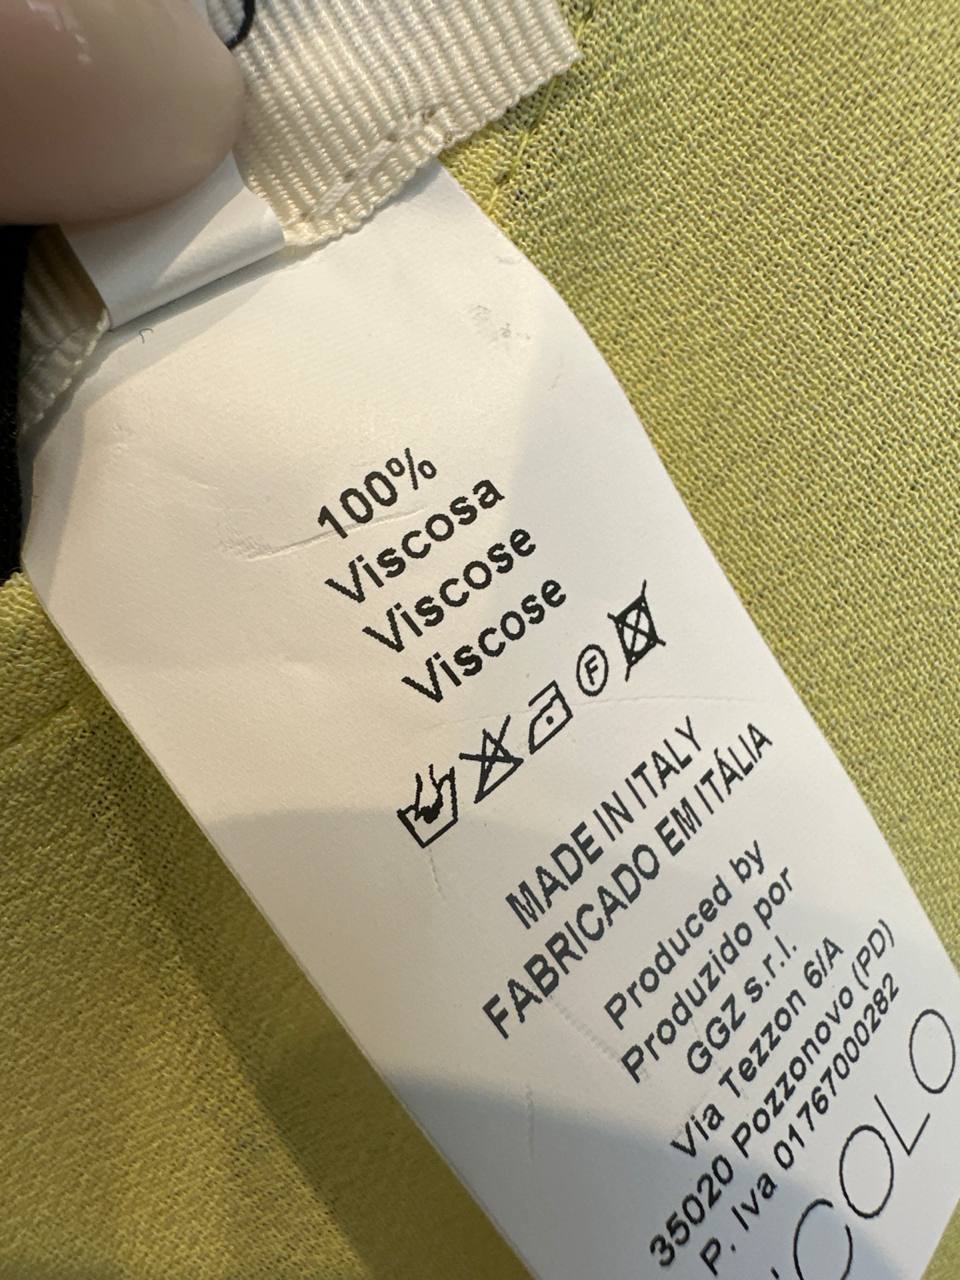 100%
Viscosa
Viscose
Viscose
F
MADE IN ITALY
FABRICADO EM ITÁLIA
Produced by
Produzido por
GGZ s.r.l.
Via Tezzon 6/A
35020 Pozzonovo (PD)
P. Iva 01767000282